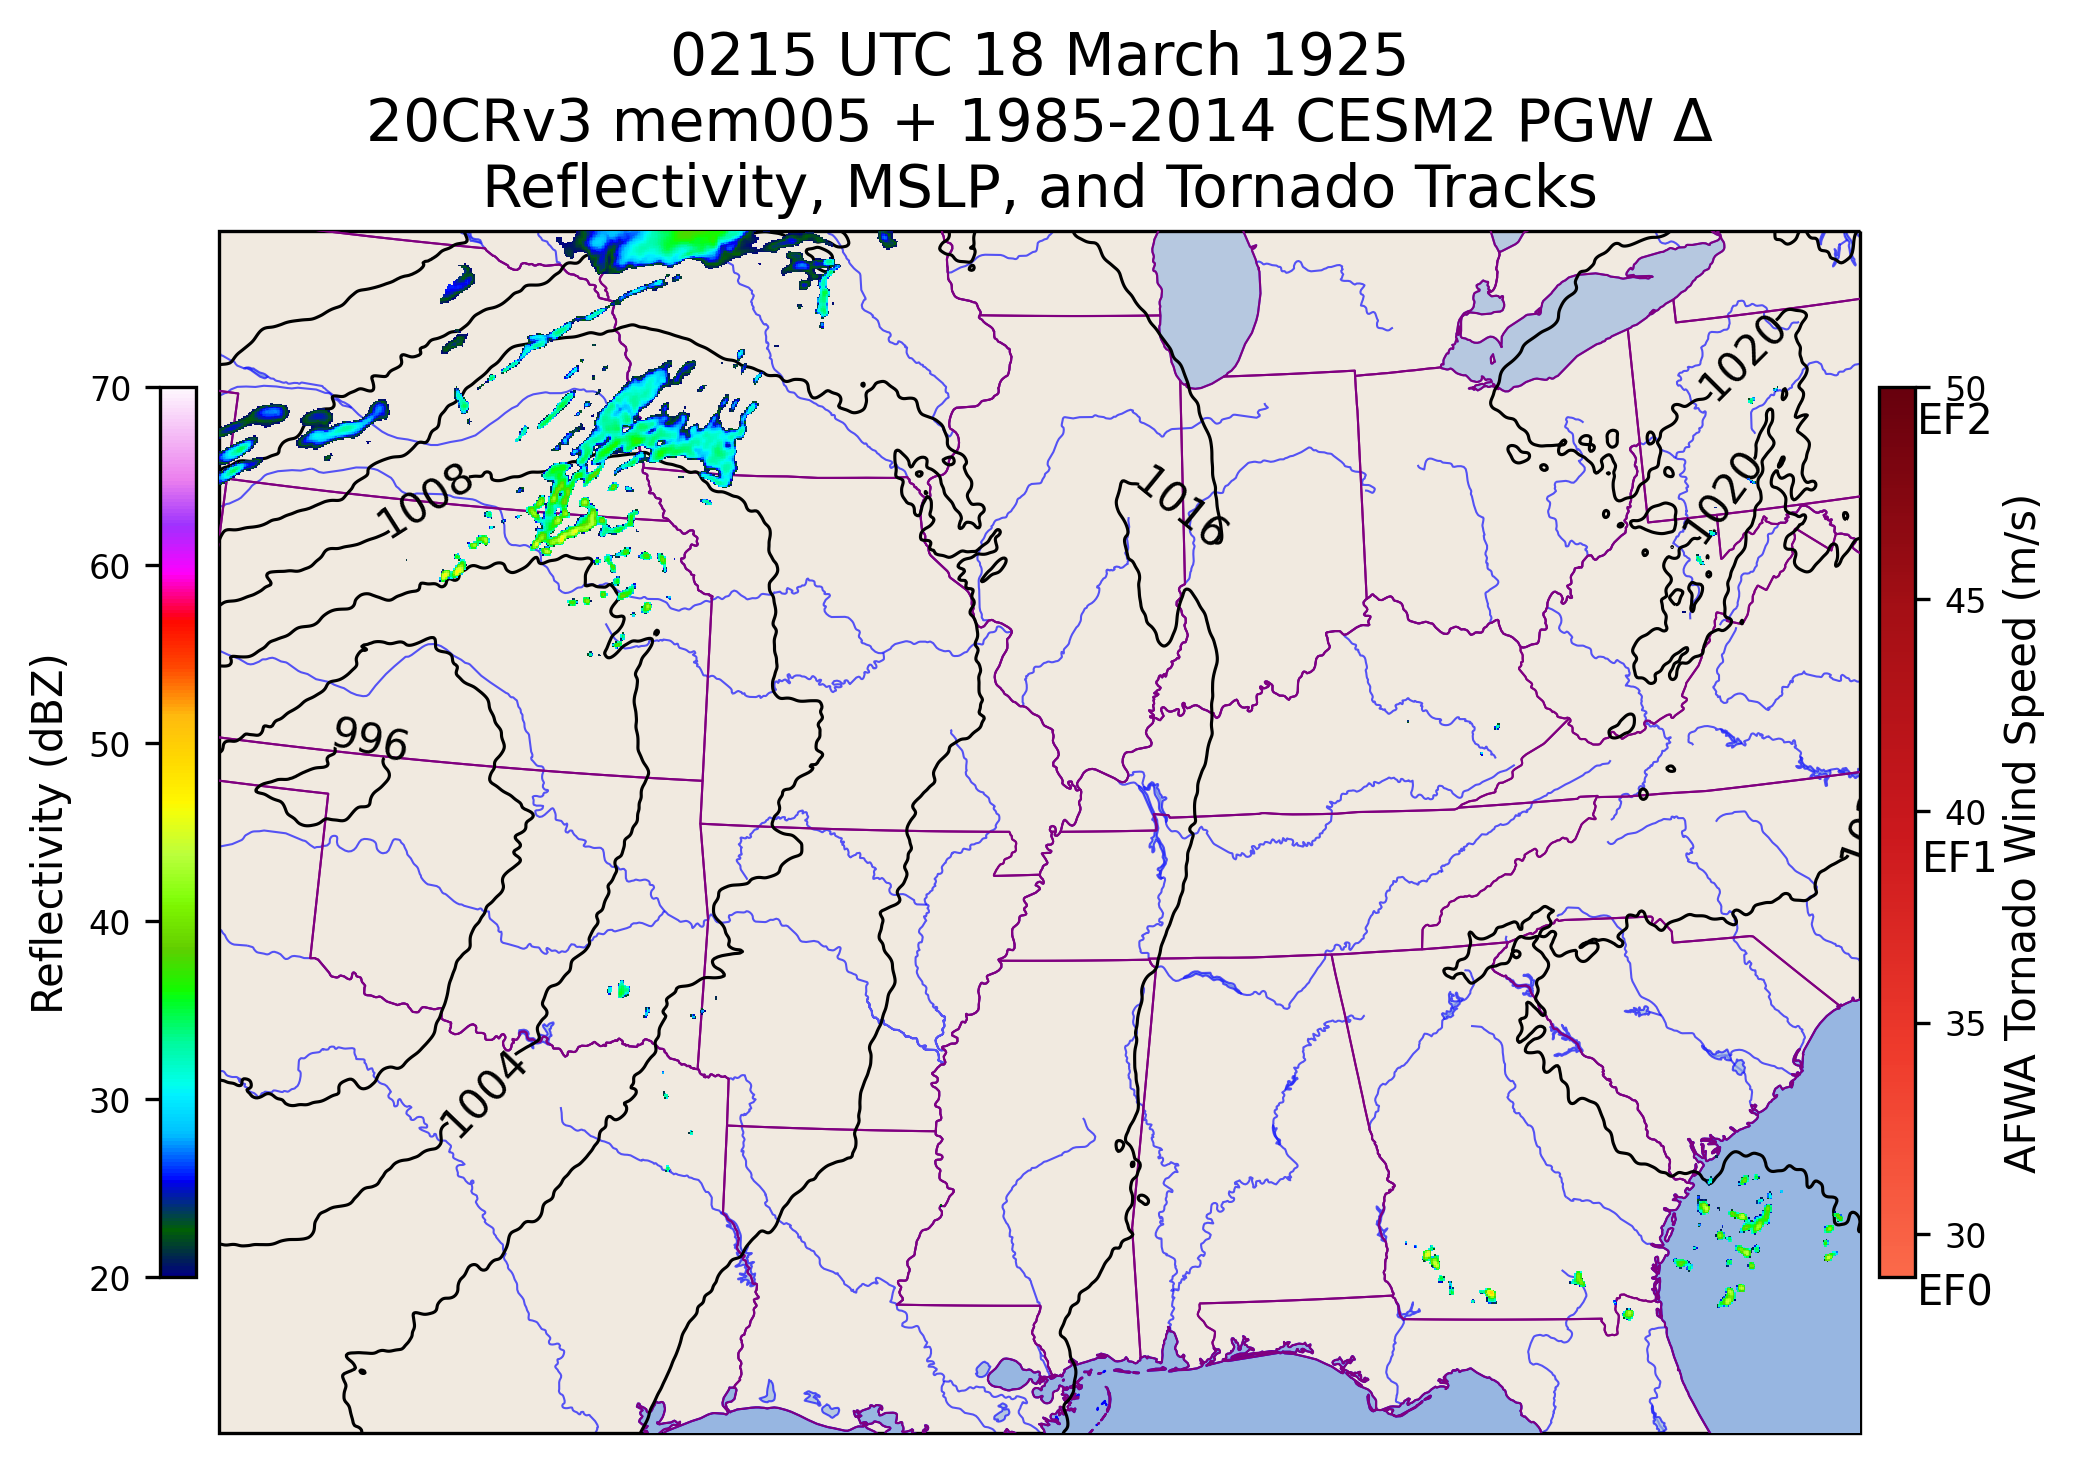 0215 UTC 18 March 1925
20CRv3 mem005 + 1985-2014 CESM2 PGW Δ
Reflectivity, MSLP, and Tornado Tracks
Reflectivity (dBZ)
70
60
50
40
30
20
1008
996
1004
1016
1020
1020
50
EF2
45
40
EF1
35
30
EF0
AFWA Tornado Wind Speed (m/s)